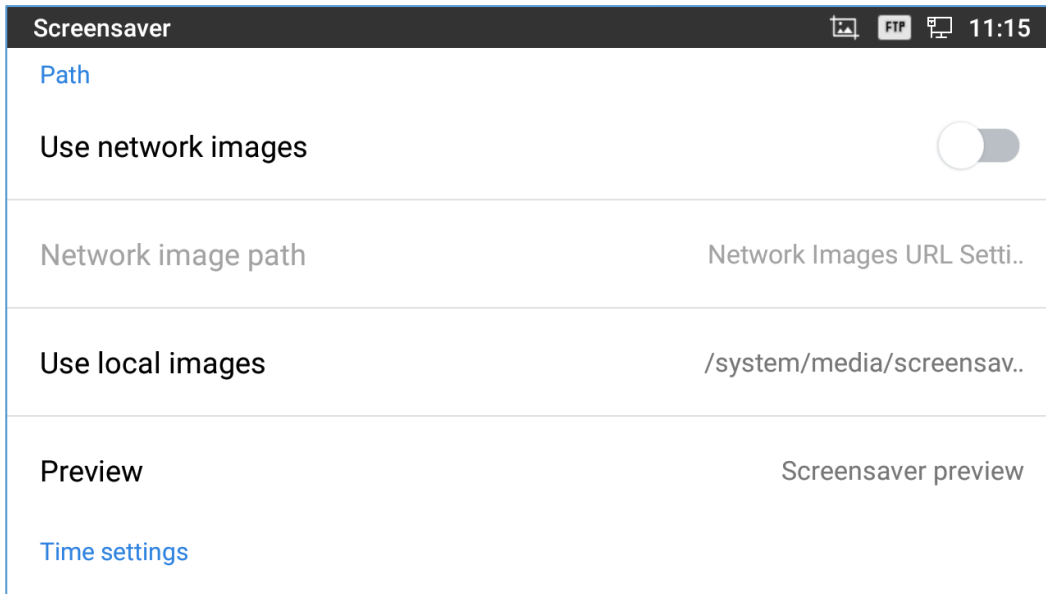 Screensaver FTP 11:15
Path
Use network images
Network image path Network Images URL Setti..
Use local images /system/media/screensav..
Preview Screensaver preview
Time settings